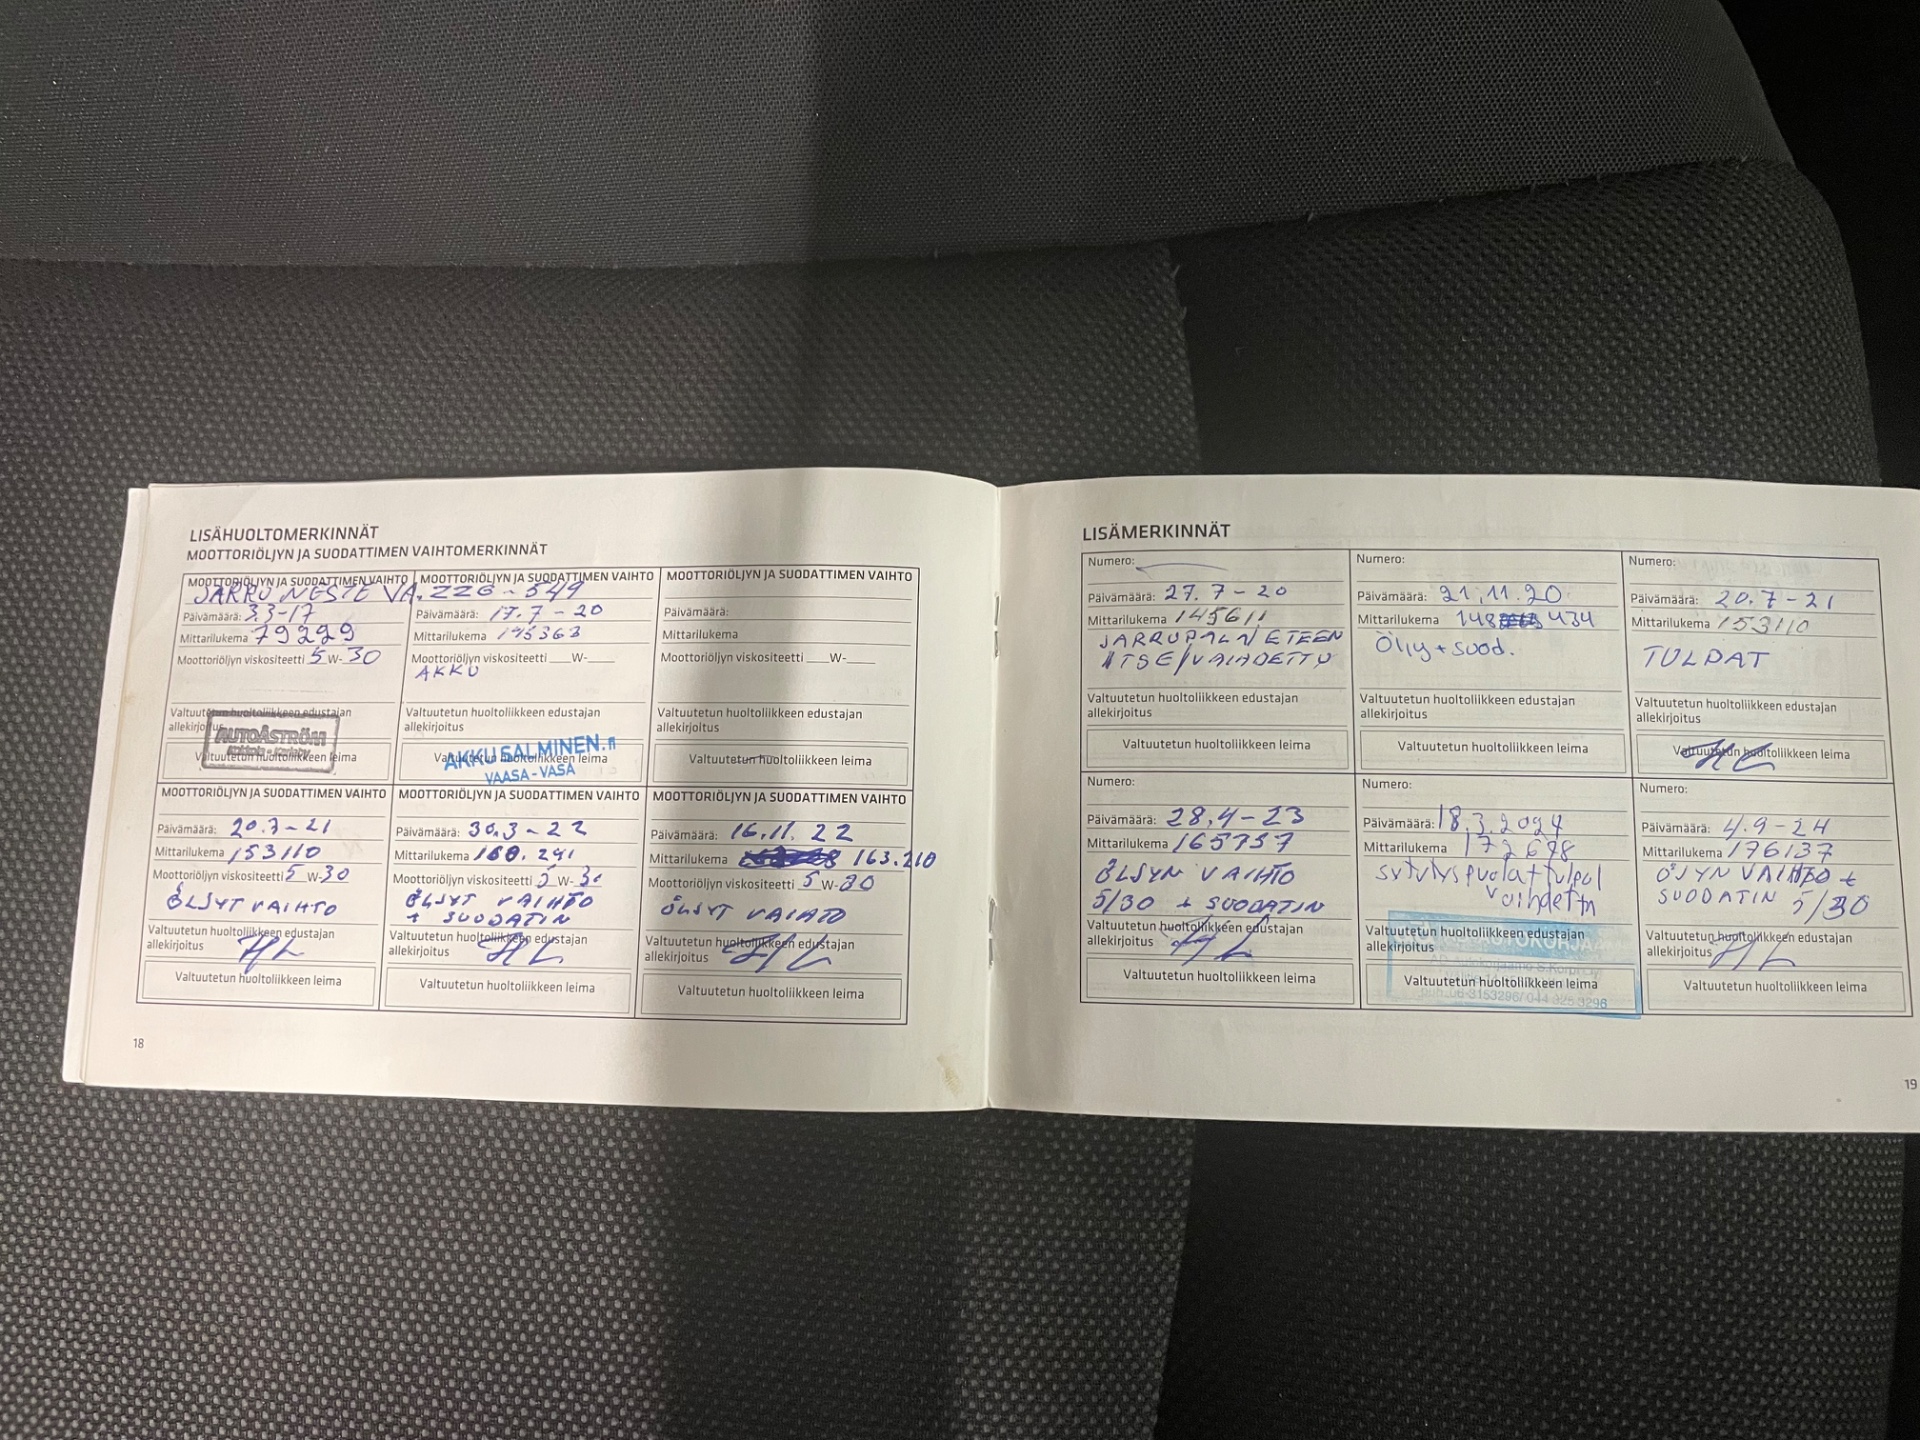 LISÄHUOLTOMERKINNÄT
MOOTTORIÖLJYN JA SUODATTIMEN VAIHTOMERKINNÄT
MOOTTORIÖLJYN JA SUODATTIMEN VAIHTO
JARRU NESTE VA. ZZG-549
Päivämäärä: 3.3-17
Mittarilukema 79229
Moottoriöljyn viskositeetti 5 W-30
Valtuutetun huoltoliikkeen edustajan
allekirjoitus
AUTOÅSTRÖM
Valtuutetun huoltoliikkeen leima
MOOTTORIÖLJYN JA SUODATTIMEN VAIHTO
Päivämäärä: 17.7-20
Mittarilukema 145363
Moottoriöljyn viskositeetti ___W-___
AKKU
Valtuutetun huoltoliikkeen edustajan
allekirjoitus
AKKU SALMINEN.fi
Valtuutetun huoltoliikkeen leima
VAASA-VASA
MOOTTORIÖLJYN JA SUODATTIMEN VAIHTO
Päivämäärä:
Mittarilukema
Moottoriöljyn viskositeetti ___W-___
Valtuutetun huoltoliikkeen edustajan
allekirjoitus
Valtuutetun huoltoliikkeen leima
MOOTTORIÖLJYN JA SUODATTIMEN VAIHTO
Päivämäärä: 20.7-21
Mittarilukema 153110
Moottoriöljyn viskositeetti 5 W-30
ÖLJYT VAIHTO
Valtuutetun huoltoliikkeen edustajan
allekirjoitus
Valtuutetun huoltoliikkeen leima
MOOTTORIÖLJYN JA SUODATTIMEN VAIHTO
Päivämäärä: 30.3-22
Mittarilukema 160.241
Moottoriöljyn viskositeetti 5 W-30
ÖLJYT VAIHTO
+ SUODATIN
Valtuutetun huoltoliikkeen edustajan
allekirjoitus
Valtuutetun huoltoliikkeen leima
MOOTTORIÖLJYN JA SUODATTIMEN VAIHTO
Päivämäärä: 16.11.22
Mittarilukema 163.210
Moottoriöljyn viskositeetti 5 W-30
ÖLJYT VAIHTO
Valtuutetun huoltoliikkeen edustajan
allekirjoitus
Valtuutetun huoltoliikkeen leima
18
LISÄMERKINNÄT
Numero:
Päivämäärä: 27.7-20
Mittarilukema 145611
JARRUPALN/ETEEN
ITSE/VAIHDETTU
Valtuutetun huoltoliikkeen edustajan
allekirjoitus
Valtuutetun huoltoliikkeen leima
Numero:
Päivämäärä: 21.11.20
Mittarilukema 148434
Öljy+suod.
Valtuutetun huoltoliikkeen edustajan
allekirjoitus
Valtuutetun huoltoliikkeen leima
Numero:
Päivämäärä: 20.7-21
Mittarilukema 153110
TULPAT
Valtuutetun huoltoliikkeen edustajan
allekirjoitus
Valtuutetun huoltoliikkeen leima
Numero:
Päivämäärä: 28.4-23
Mittarilukema 165757
ÖLJYN VAIHTO
5/30 + SUODATIN
Valtuutetun huoltoliikkeen edustajan
allekirjoitus
Valtuutetun huoltoliikkeen leima
Numero:
Päivämäärä: 18.3.2024
Mittarilukema 172678
sytytyspuola+tulpat
vaihdettu
Valtuutetun huoltoliikkeen edustajan
allekirjoitus
Valtuutetun huoltoliikkeen leima
Numero:
Päivämäärä: 4.9-24
Mittarilukema 176137
ÖJYN VAIHTO +
SUODATIN 5/30
Valtuutetun huoltoliikkeen edustajan
allekirjoitus
Valtuutetun huoltoliikkeen leima
19